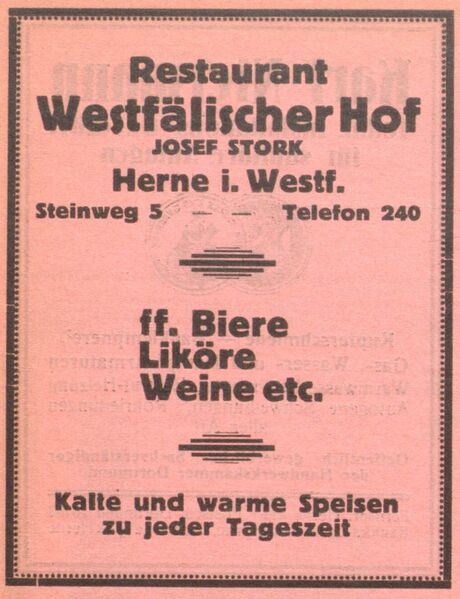 Restaurant
Westfälischer Hof
JOSEF STORK
Herne i. Westf.
Steinweg 5 – – Telefon 240
ff. Biere
Liköre
Weine etc.
Kalte und warme Speisen
zu jeder Tageszeit